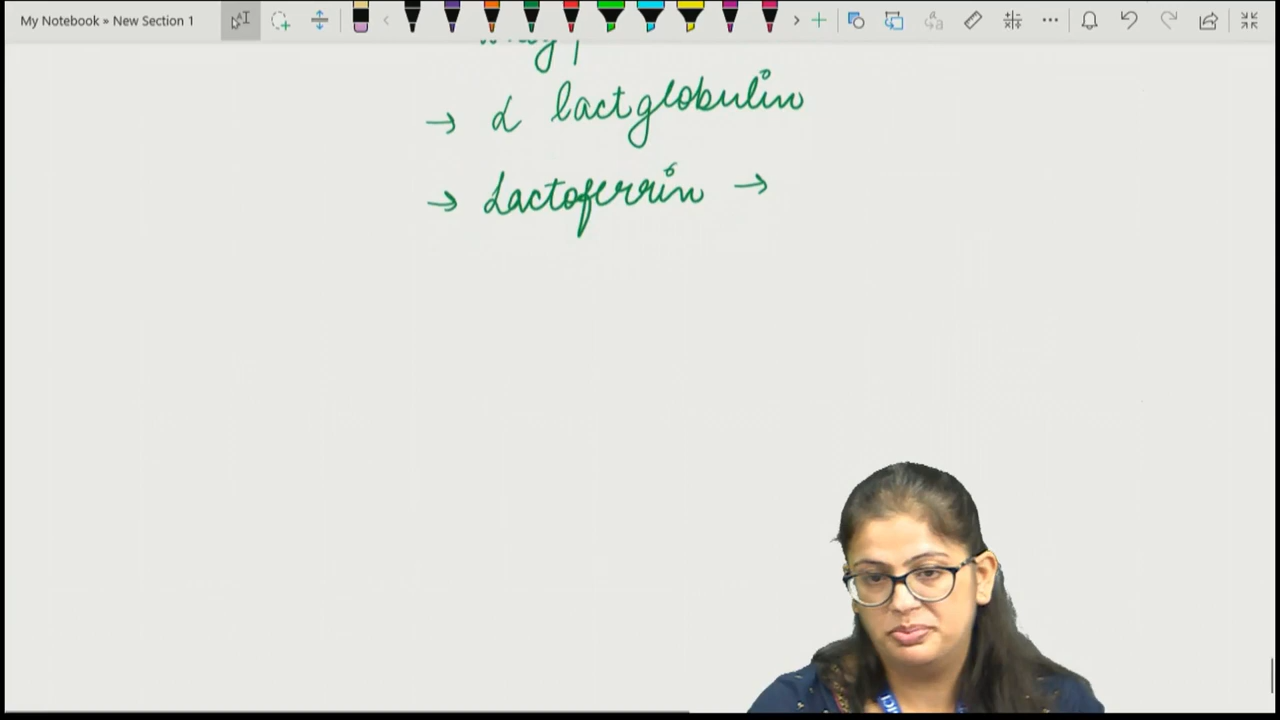 My Notebook » New Section 1
→ α lactglobulin
→ Lactoferrin →